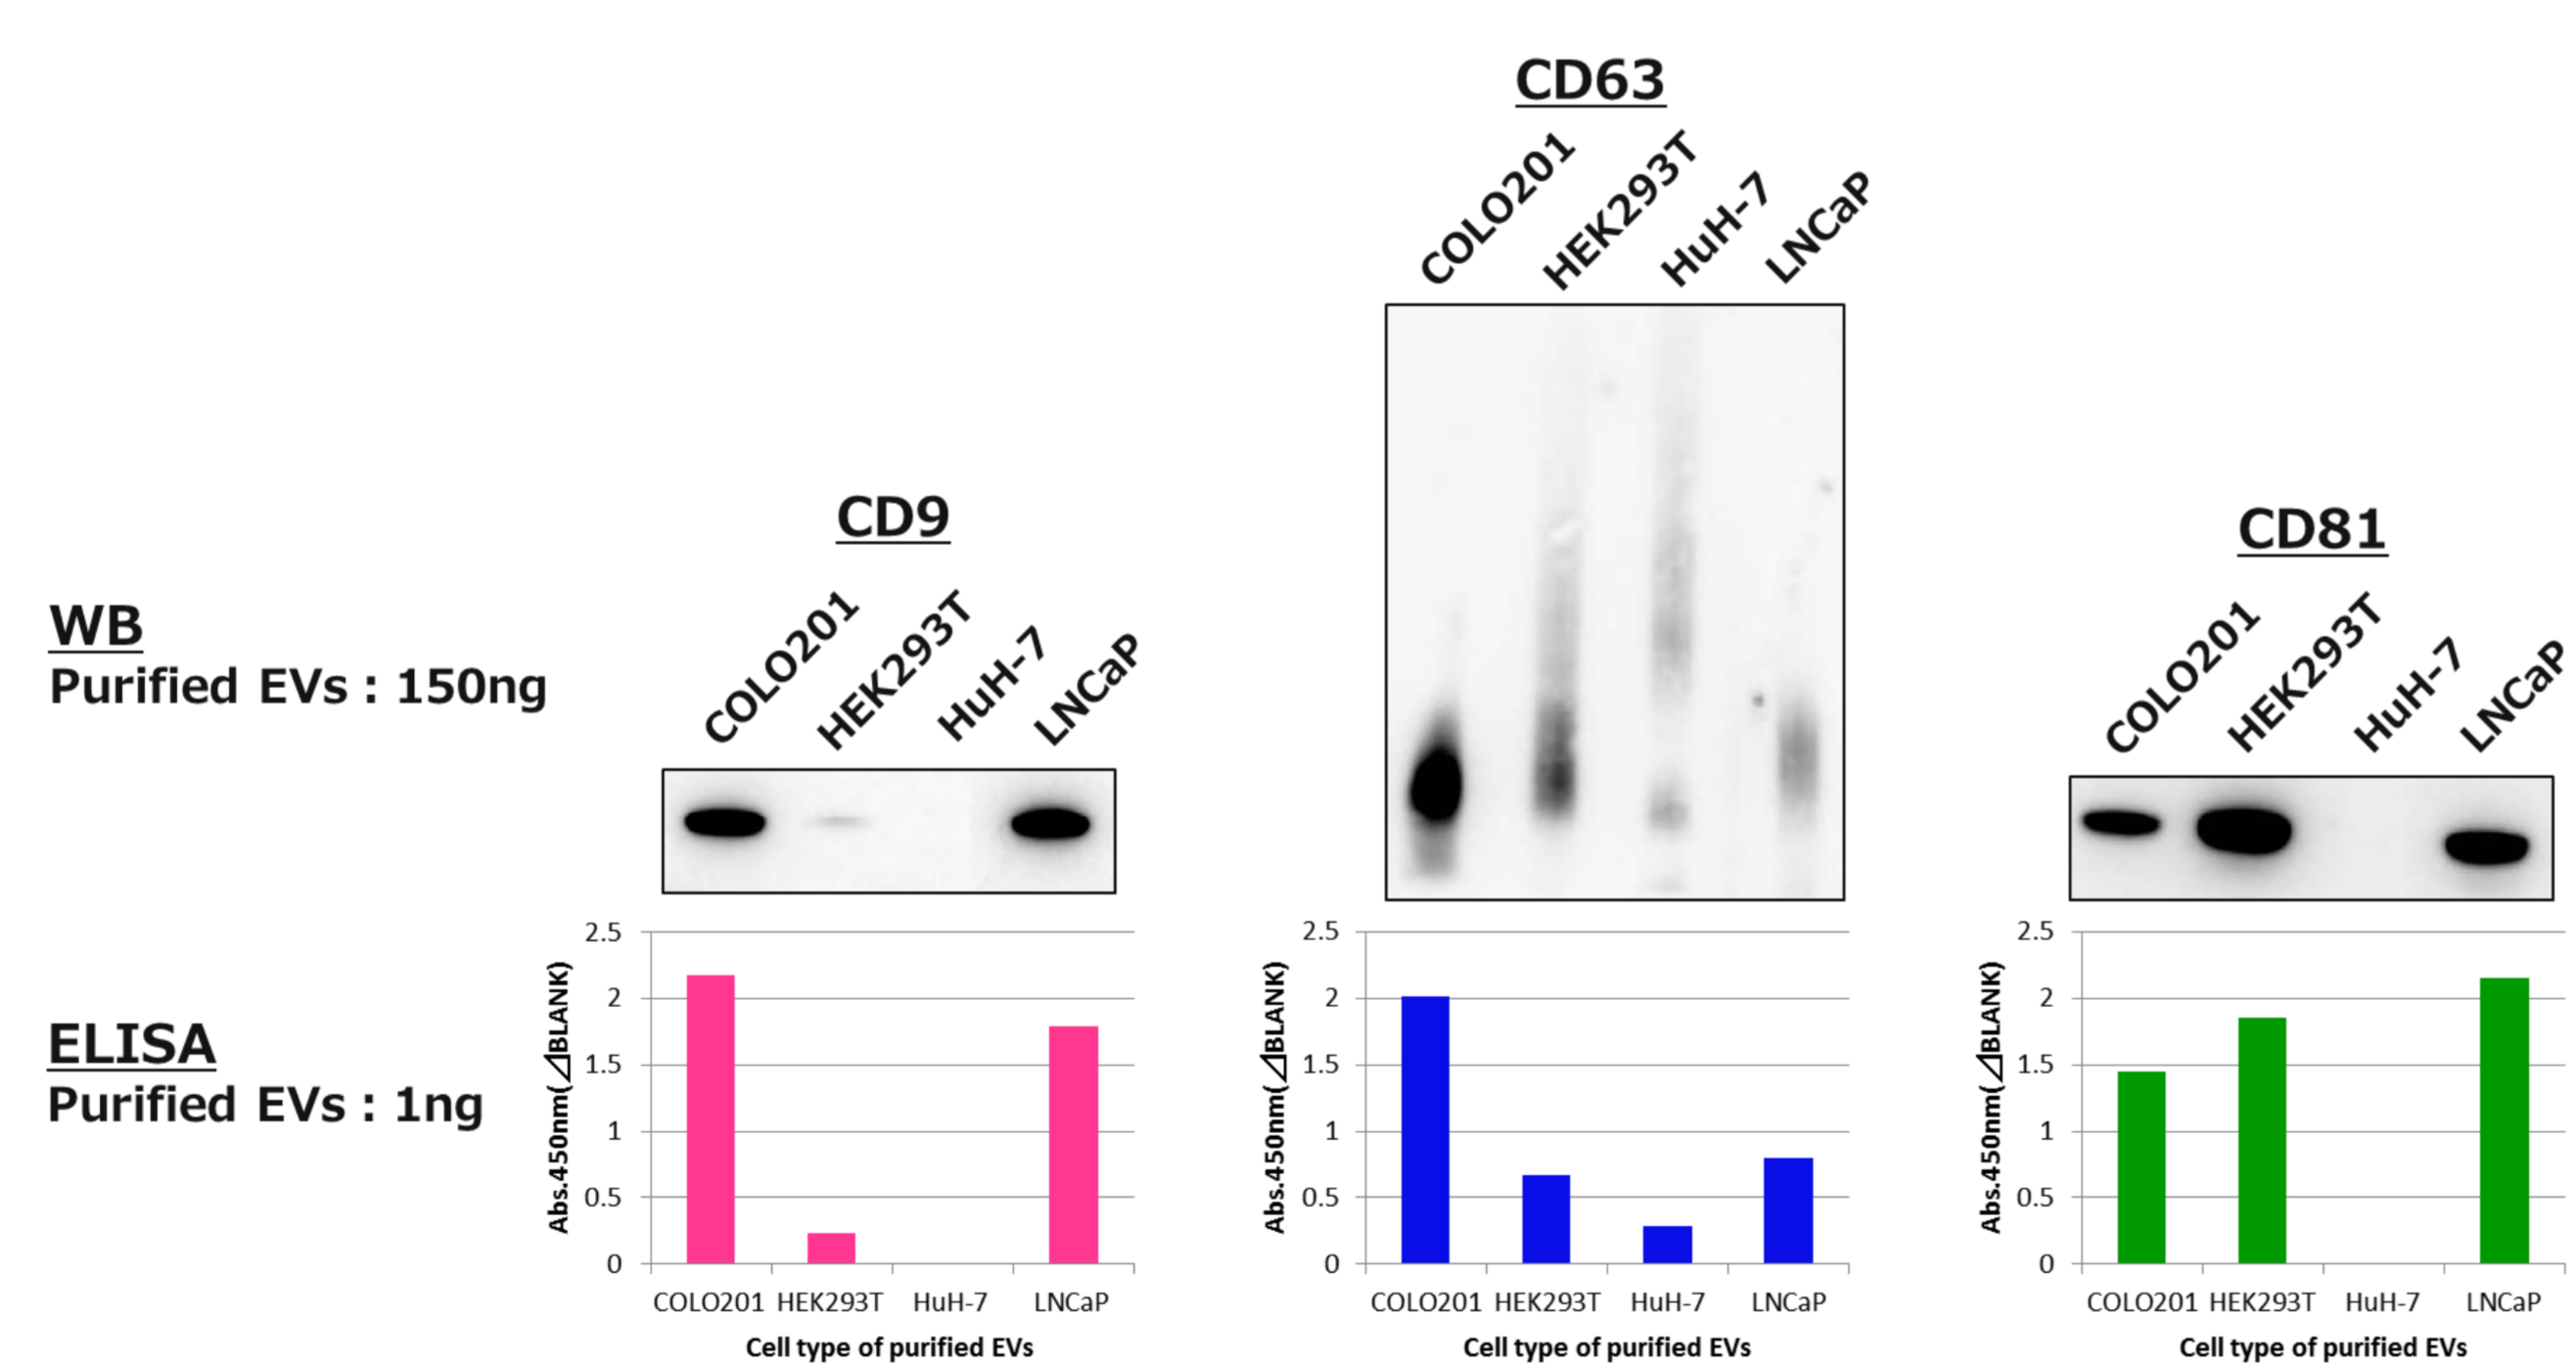 CD63
COLO201
HEK293T
HuH-7
LNCaP
CD9
COLO201
HEK293T
HuH-7
LNCaP
CD81
COLO201
HEK293T
HuH-7
LNCaP
WB
Purified EVs : 150ng
ELISA
Purified EVs : 1ng
Abs.450nm(⊿BLANK)
2.5
2
1.5
1
0.5
0
COLO201 HEK293T HuH-7 LNCaP
Cell type of purified EVs
Abs.450nm(⊿BLANK)
2.5
2
1.5
1
0.5
0
COLO201 HEK293T HuH-7 LNCaP
Cell type of purified EVs
Abs.450nm(⊿BLANK)
2.5
2
1.5
1
0.5
0
COLO201 HEK293T HuH-7 LNCaP
Cell type of purified EVs